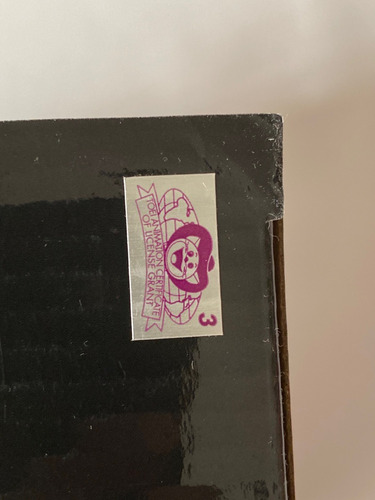 TOEI ANIMATION CERTIFICATE
OF LICENSE GRANT
3